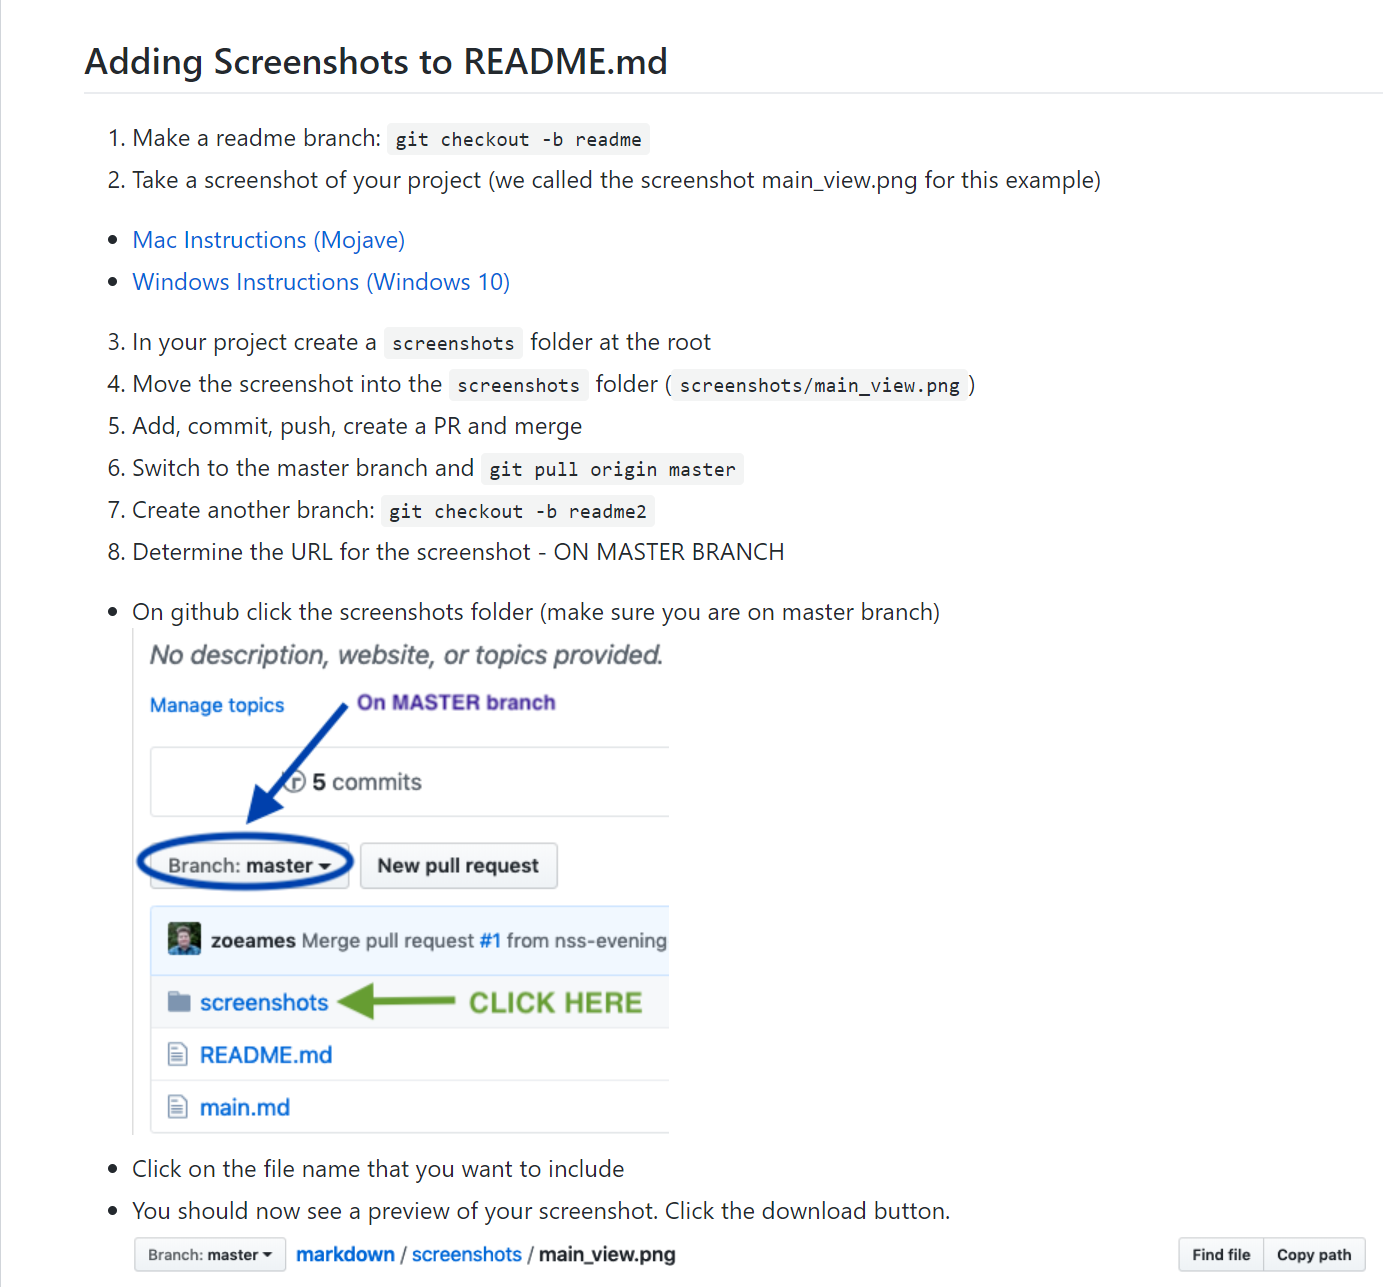 Adding Screenshots to README.md
1. Make a readme branch: git checkout -b readme
2. Take a screenshot of your project (we called the screenshot main_view.png for this example)
• Mac Instructions (Mojave)
• Windows Instructions (Windows 10)
3. In your project create a screenshots folder at the root
4. Move the screenshot into the screenshots folder ( screenshots/main_view.png )
5. Add, commit, push, create a PR and merge
6. Switch to the master branch and git pull origin master
7. Create another branch: git checkout -b readme2
8. Determine the URL for the screenshot - ON MASTER BRANCH
• On github click the screenshots folder (make sure you are on master branch)
No description, website, or topics provided.
Manage topics On MASTER branch
5 commits
Branch: master New pull request
zoeames Merge pull request #1 from nss-evening
screenshots CLICK HERE
README.md
main.md
• Click on the file name that you want to include
• You should now see a preview of your screenshot. Click the download button.
Branch: master markdown / screenshots / main_view.png Find file Copy path